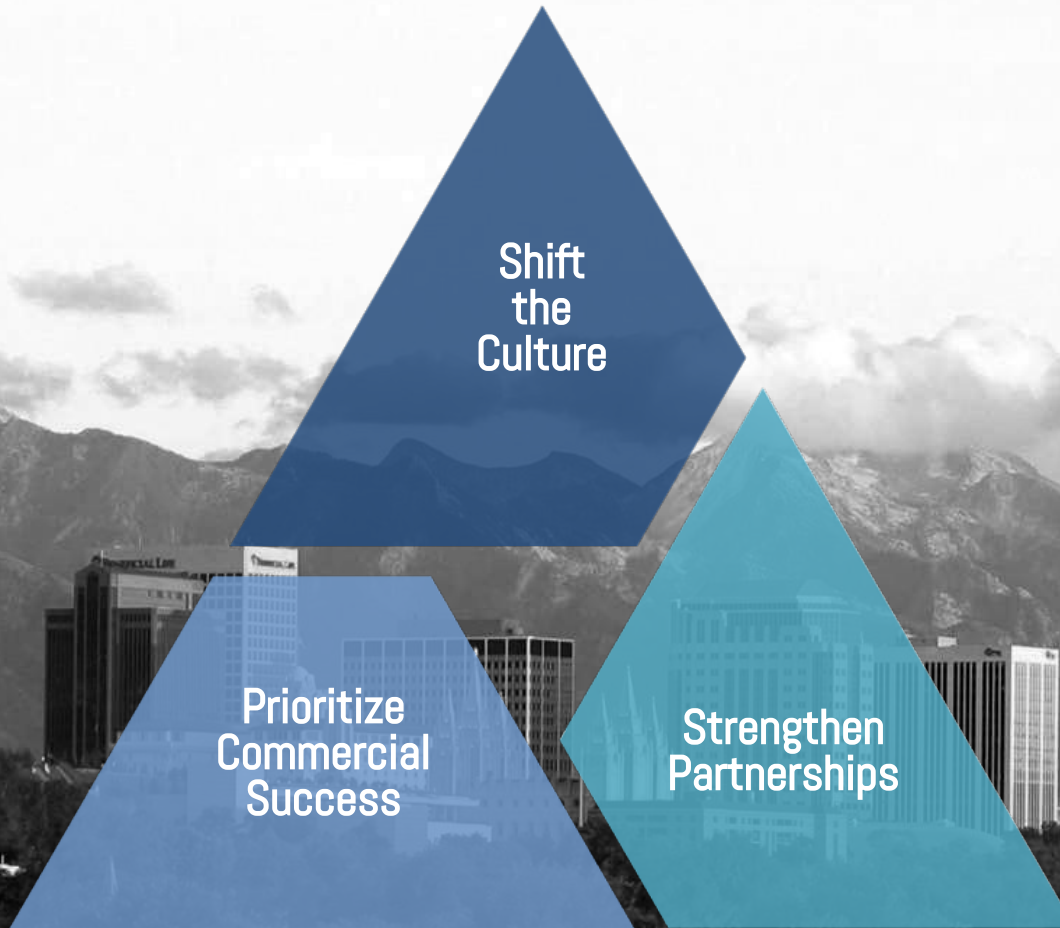 Shift
the
Culture
Prioritize
Commercial
Success
Strengthen
Partnerships